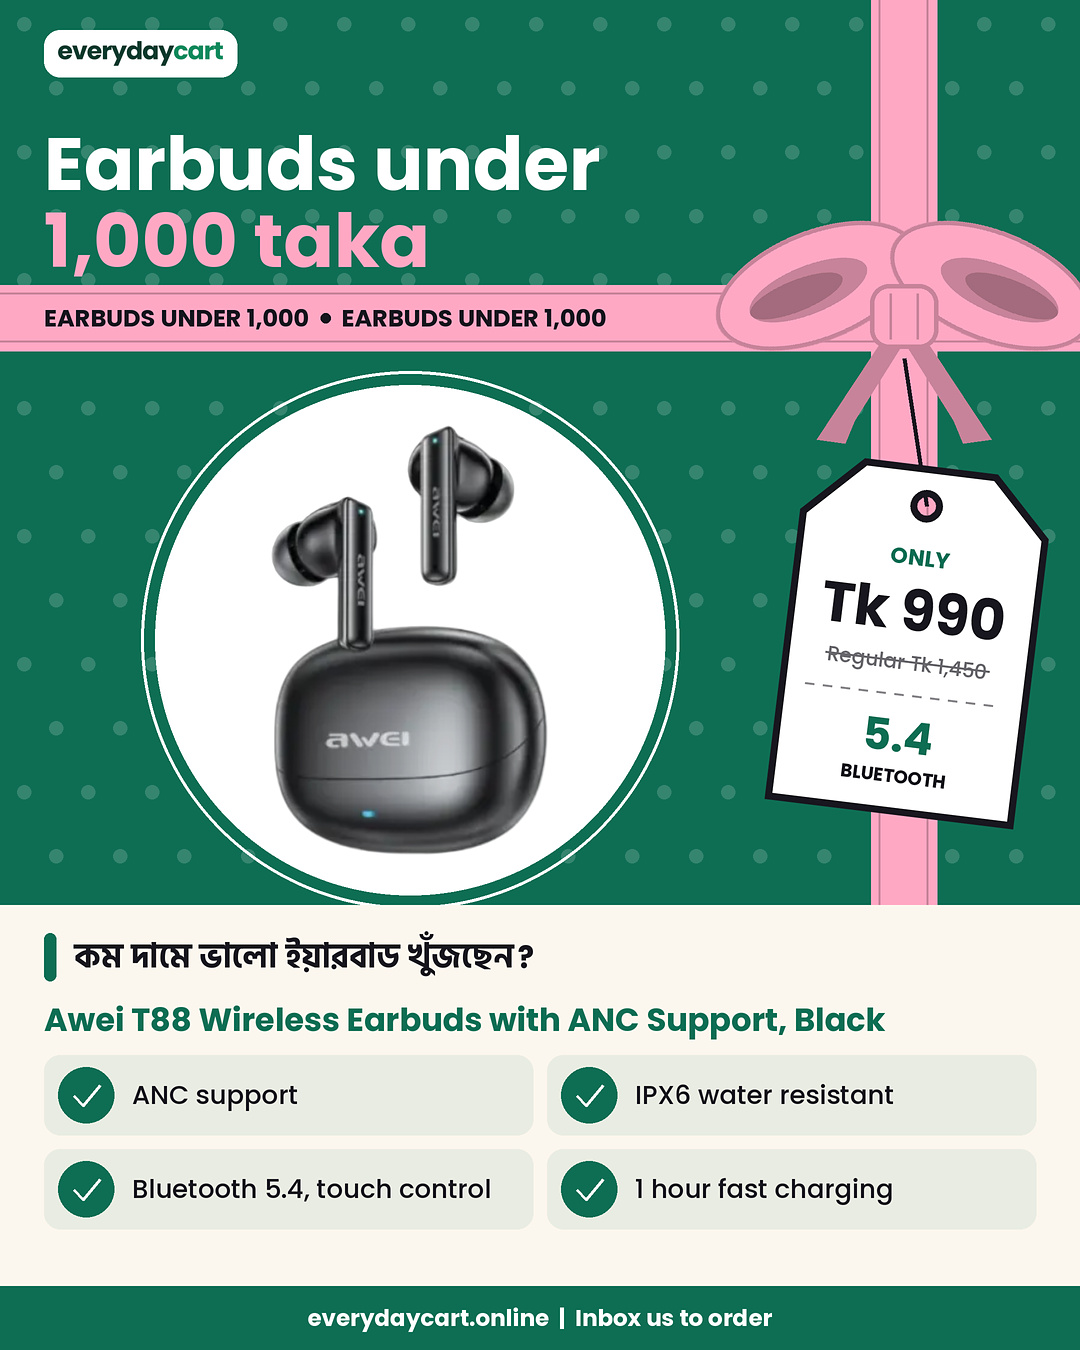 everydaycart
Earbuds under
1,000 taka
EARBUDS UNDER 1,000 • EARBUDS UNDER 1,000
awei
awei
awei
ONLY
Tk 990
Regular Tk 1,450
5.4
BLUETOOTH
কম দামে ভালো ইয়ারবাড খুঁজছেন?
Awei T88 Wireless Earbuds with ANC Support, Black
ANC support
IPX6 water resistant
Bluetooth 5.4, touch control
1 hour fast charging
everydaycart.online | Inbox us to order